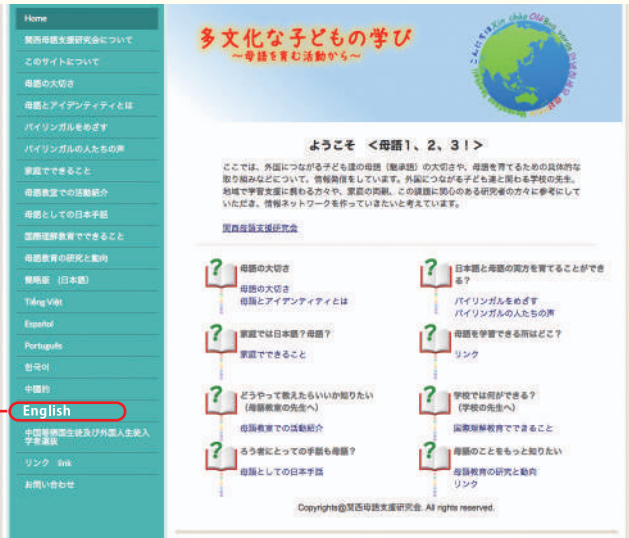 Home
関西母語支援研究会について
このサイトについて
母語の大切さ
母語とアイデンティティとは
バイリンガルをめざす
バイリンガルの人たちの声
家庭でできること
母語教室での活動紹介
母語としての日本手話
国際理解教育でできること
母語教育の研究と動向
簡略版 (日本語)
Tiếng Việt
Español
Português
한국어
中國的
English
中国等帰国生徒及び外国人生徒入
学者選抜
リンク link
お問い合わせ
多文化な子どもの学び
～母語を育む活動から～
こんにちは Xin chào Olá
ようこそ <母語1、2、3!>
ここでは、外国につながる子ども達の母語(継承語)の大切さや、母語を育てるための具体的な
取り組みなどについて、情報発信をしています。外国につながる子ども達と関わる学校の先生、
地域で学習支援に携わる方々や、家庭の両親、この課題に関心のある研究者の方々に参考にして
いただき、情報ネットワークを作っていきたいと考えています。
関西母語支援研究会
母語の大切さ
母語の大切さ
母語とアイデンティティとは
日本語と母語の両方を育てることができ
る?
バイリンガルをめざす
バイリンガルの人たちの声
家庭では日本語?母語?
家庭でできること
母語を学習できる所はどこ?
リンク
どうやって教えたらいいか知りたい
(母語教室の先生へ)
母語教室での活動紹介
学校では何ができる?
(学校の先生へ)
国際理解教育でできること
ろう者にとっての手話も母語?
母語としての日本手話
母語のことをもっと知りたい
母語教育の研究と動向
リンク
Copyrights@関西母語支援研究会. All rights reserved.